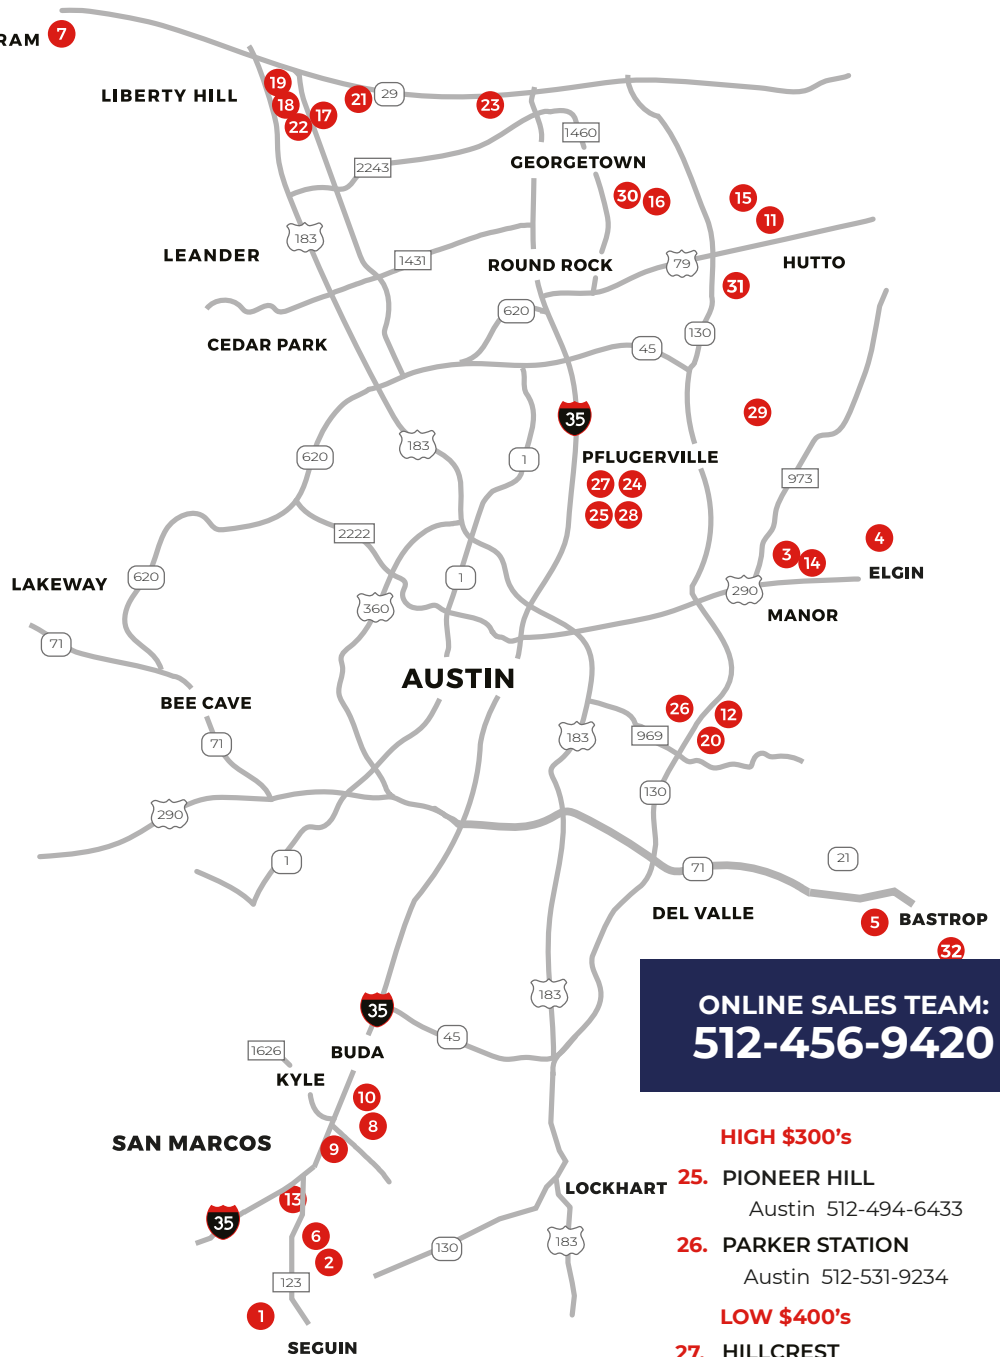 RAM 7
19
LIBERTY HILL
18
21
29
23
17
22
1460
GEORGETOWN
2243
30
16
15
11
183
LEANDER
1431
ROUND ROCK
79
HUTTO
31
620
130
CEDAR PARK
45
29
35
183
620
1
PFLUGERVILLE
973
27
24
25
28
2222
4
3
14
ELGIN
LAKEWAY
620
1
290
360
MANOR
71
AUSTIN
BEE CAVE
26
12
71
183
969
20
130
290
1
21
71
DEL VALLE
5
BASTROP
32
183
35
45
ONLINE SALES TEAM:
512-456-9420
1626
BUDA
KYLE
10
8
SAN MARCOS
9
LOCKHART
13
35
6
2
130
183
123
1
SEGUIN
HIGH $300's
25. PIONEER HILL
Austin 512-494-6433
26. PARKER STATION
Austin 512-531-9234
LOW $400's
27. HILLCREST